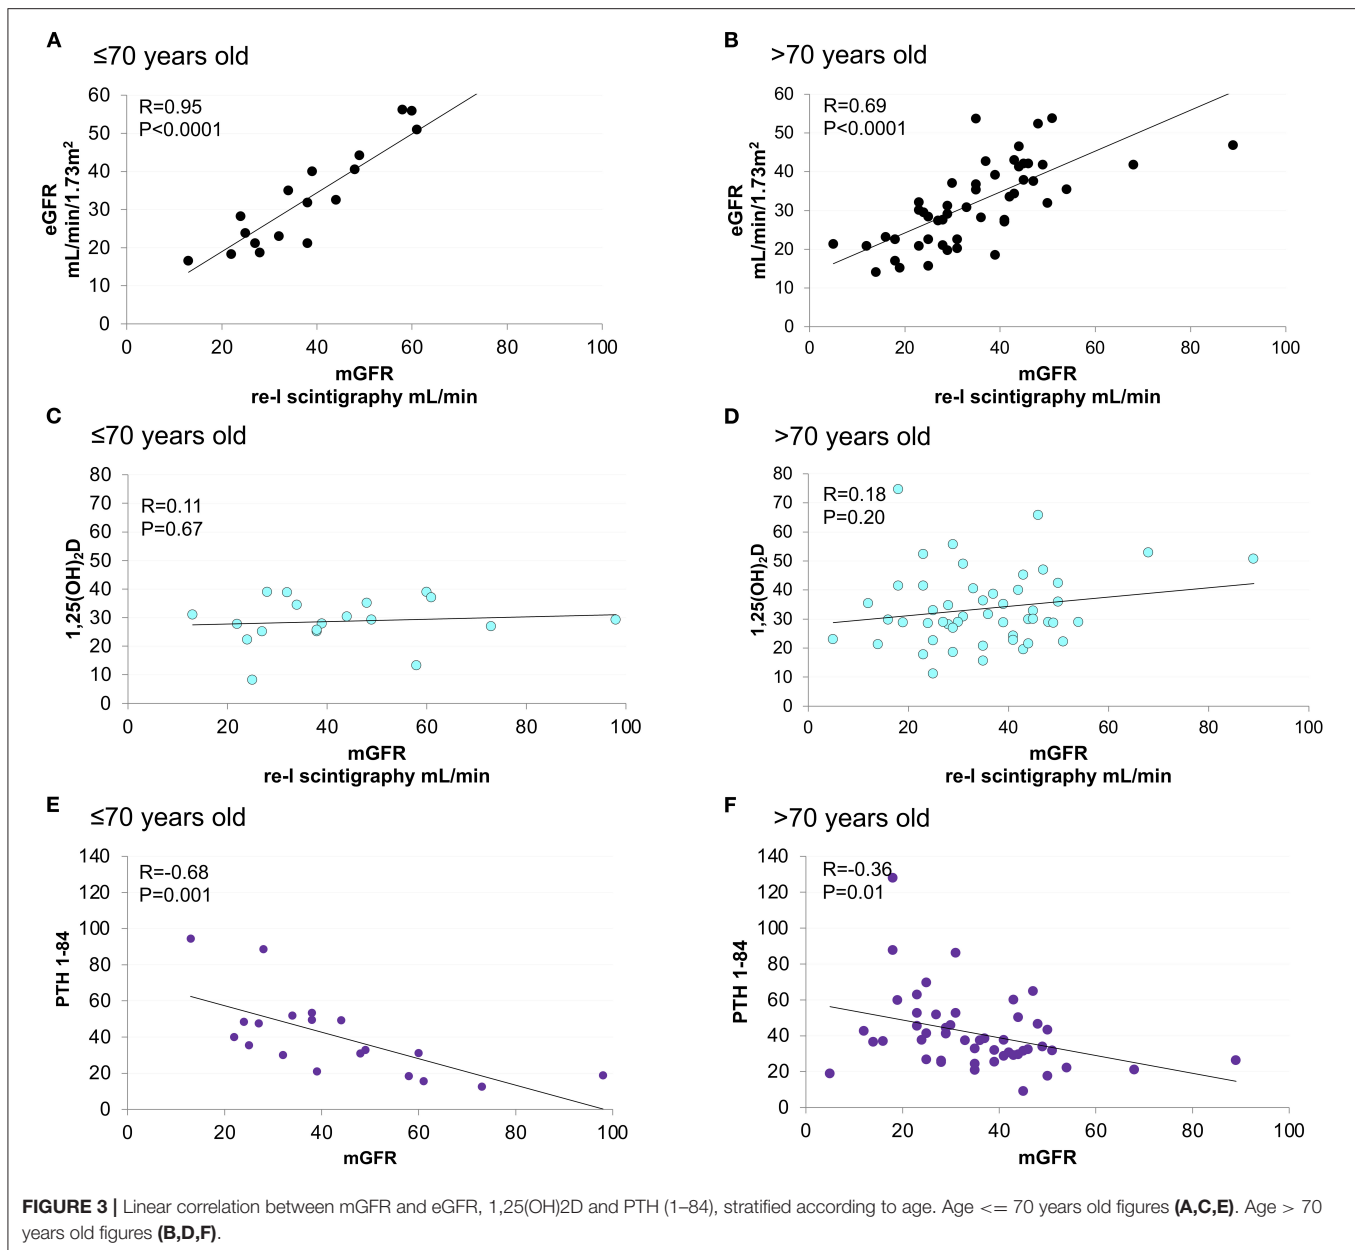 A
≤70 years old
R=0.95
P<0.0001
60
50
40
30
20
10
0
eGFR
mL/min/1.73m²
0 20 40 60 80 100
mGFR
re-I scintigraphy mL/min
B
>70 years old
R=0.69
P<0.0001
60
50
40
30
20
10
0
eGFR
mL/min/1.73m²
0 20 40 60 80 100
mGFR
re-I scintigraphy mL/min
C
≤70 years old
R=0.11
P=0.67
80
70
60
50
40
30
20
10
0
1,25(OH)₂D
0 20 40 60 80 100
mGFR
re-I scintigraphy mL/min
D
>70 years old
R=0.18
P=0.20
80
70
60
50
40
30
20
10
0
1,25(OH)₂D
0 20 40 60 80 100
mGFR
re-I scintigraphy mL/min
E
≤70 years old
R=-0.68
P=0.001
140
120
100
80
60
40
20
0
PTH 1-84
0 20 40 60 80 100
mGFR
F
>70 years old
R=-0.36
P=0.01
140
120
100
80
60
40
20
0
PTH 1-84
0 20 40 60 80 100
mGFR
FIGURE 3 | Linear correlation between mGFR and eGFR, 1,25(OH)2D and PTH (1–84), stratified according to age. Age <= 70 years old figures (A,C,E). Age > 70
years old figures (B,D,F).